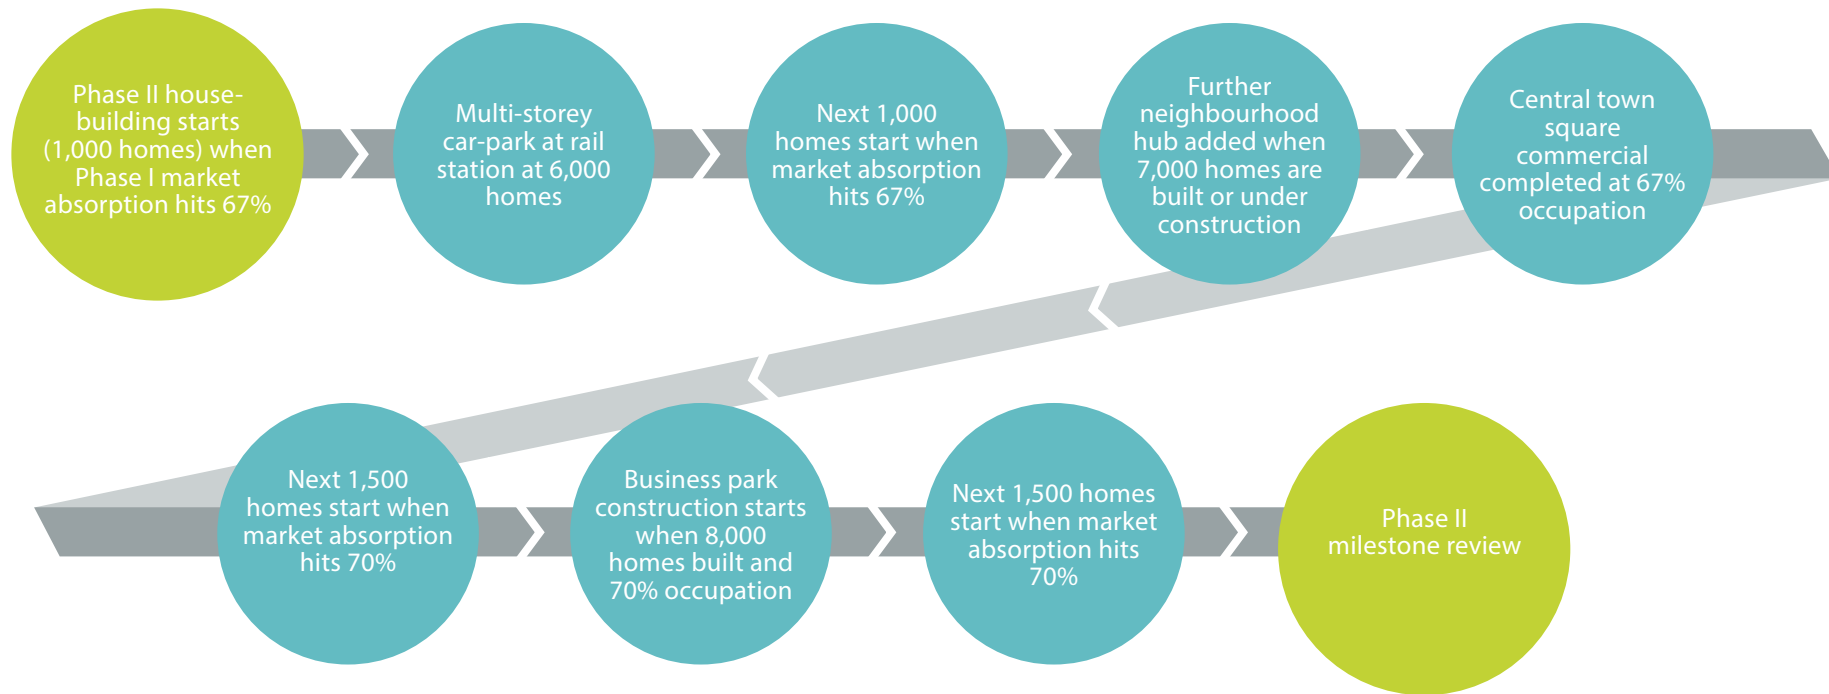 Phase II house-
building starts
(1,000 homes) when
Phase I market
absorption hits 67%
Multi-storey
car-park at rail
station at 6,000
homes
Next 1,000
homes start when
market absorption
hits 67%
Further
neighbourhood
hub added when
7,000 homes are
built or under
construction
Central town
square
commercial
completed at 67%
occupation
Next 1,500
homes start when
market absorption
hits 70%
Business park
construction starts
when 8,000
homes built and
70% occupation
Next 1,500 homes
start when market
absorption hits
70%
Phase II
milestone review